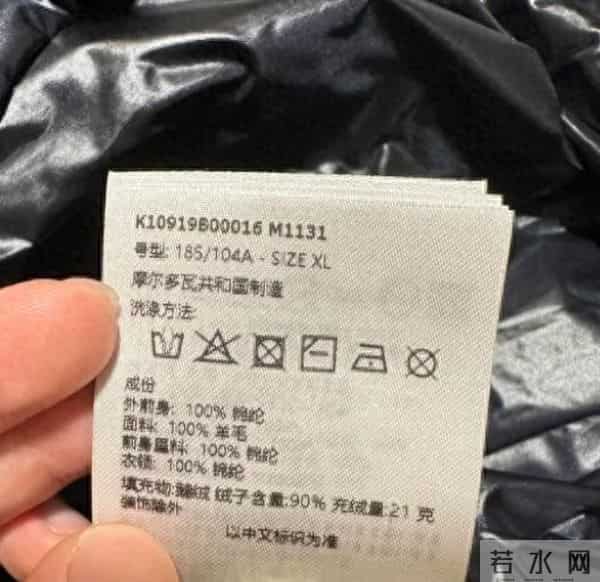 K10919B00016 M1131
号型: 185/104A - SIZE XL
摩尔多瓦共和国制造
洗涤方法:
成份
外前身: 100% 锦纶
面料: 100% 羊毛
前身里料: 100% 锦纶
衣领: 100% 锦纶
填充物:鹅绒 绒子含量:90% 充绒量:21 克
装饰除外
以中文标识为准
若水网